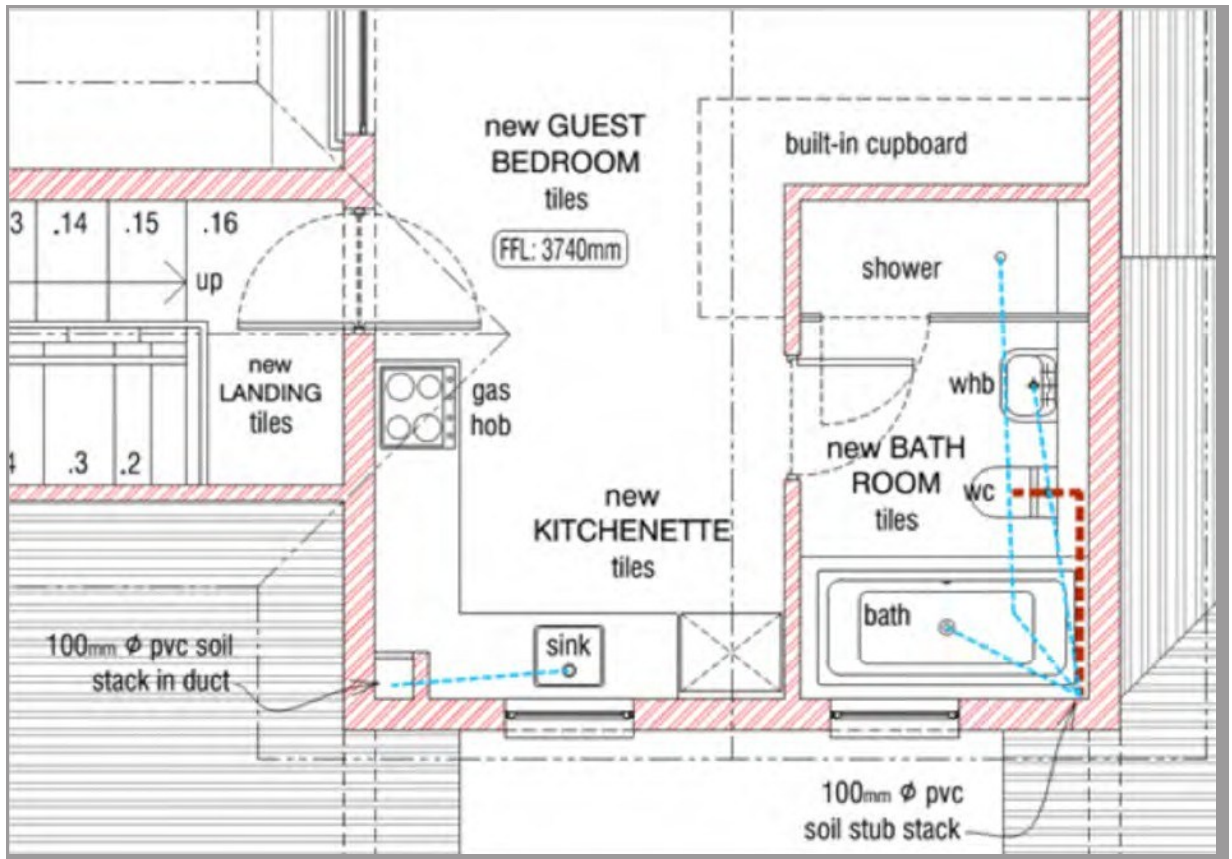 new GUEST
BEDROOM
tiles
FFL: 3740mm
built-in cupboard
3 .14 .15 .16
up
shower
new
LANDING
tiles
gas
hob
whb
4 .3 .2
new BATH
ROOM
tiles
wc
new
KITCHENETTE
tiles
bath
sink
100mm ϕ pvc soil
stack in duct
100mm ϕ pvc
soil stub stack